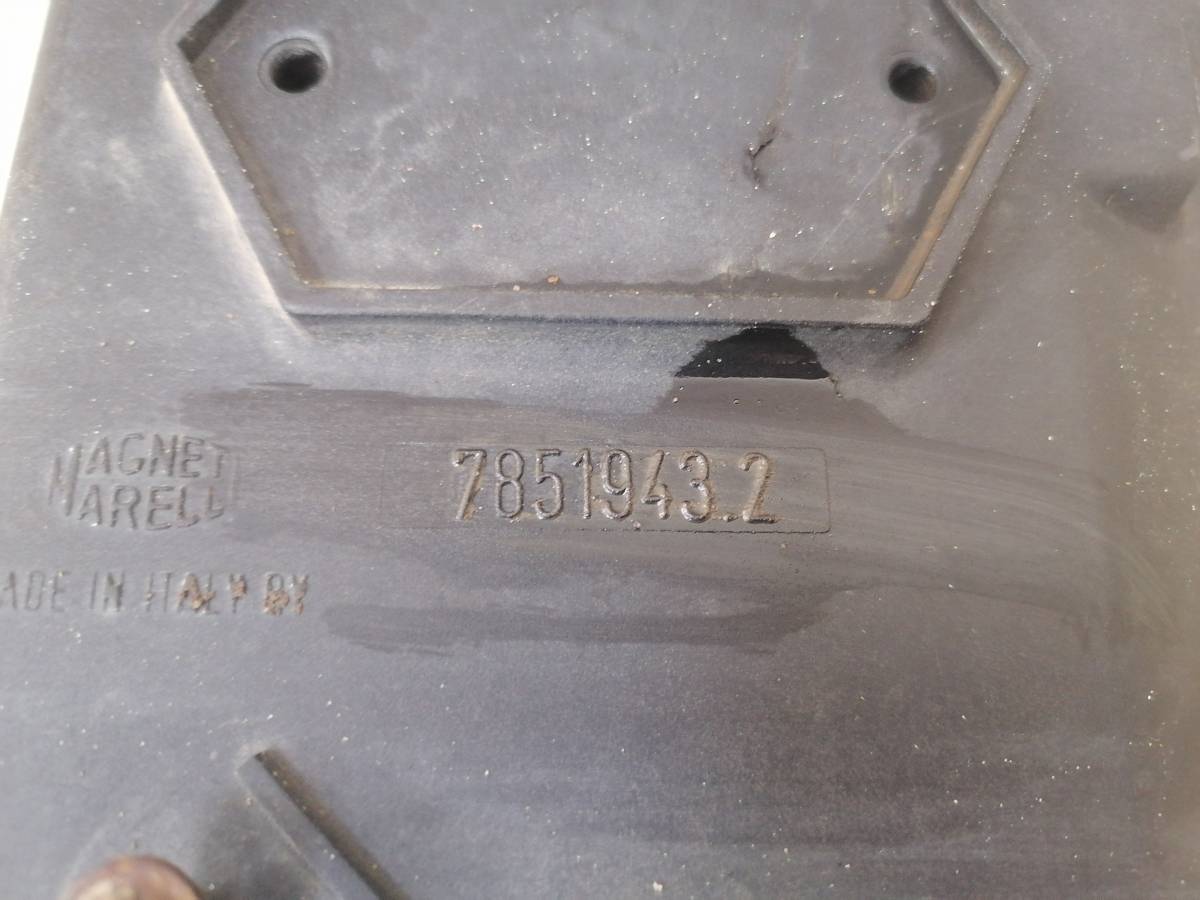 MAGNETI
MARELLI
7851943.2
MADE IN ITALY BY